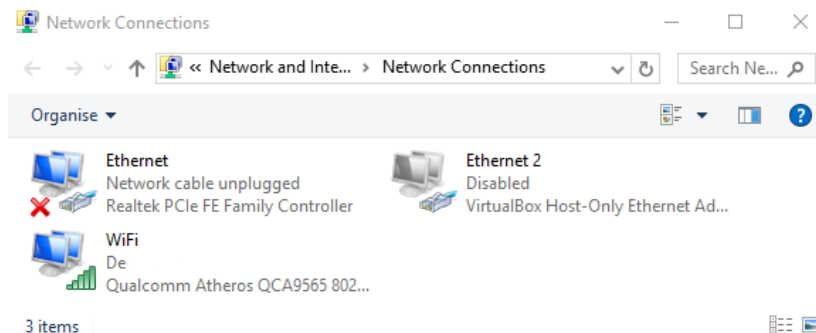 Network Connections
« Network and Inte... > Network Connections
Search Ne...
Organise
?
Ethernet
Network cable unplugged
Realtek PCIe FE Family Controller
Ethernet 2
Disabled
VirtualBox Host-Only Ethernet Ad...
WiFi
De
Qualcomm Atheros QCA9565 802...
3 items